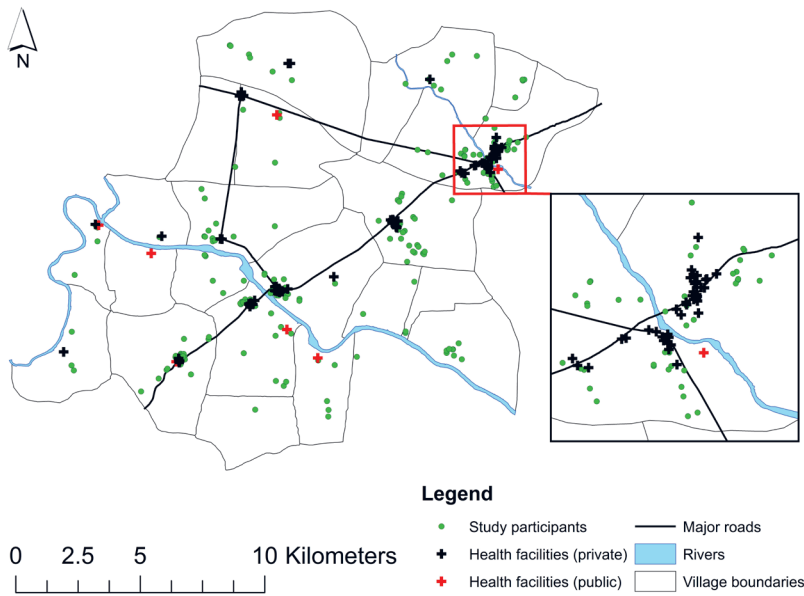 N
Legend
Study participants
Major roads
Health facilities (private)
Rivers
Health facilities (public)
Village boundaries
0 2.5 5 10 Kilometers